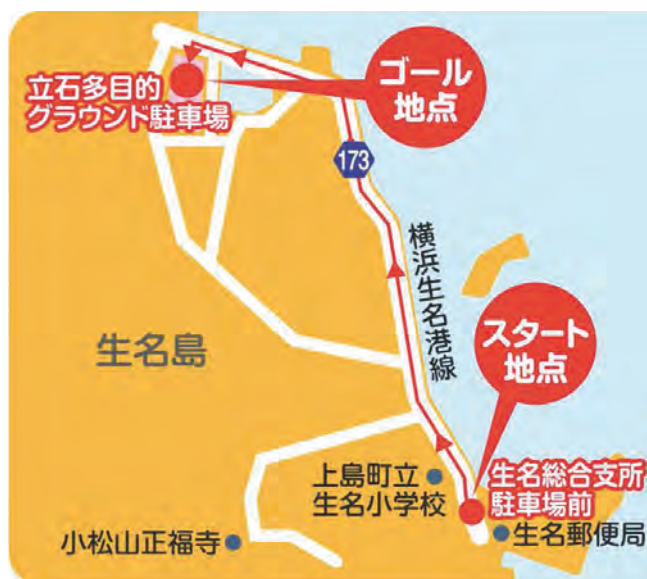 立石多目的
グラウンド駐車場
ゴール
地点
173
横浜生名港線
スタート
地点
生名島
上島町立
生名小学校
生名総合支所
駐車場前
生名郵便局
小松山正福寺